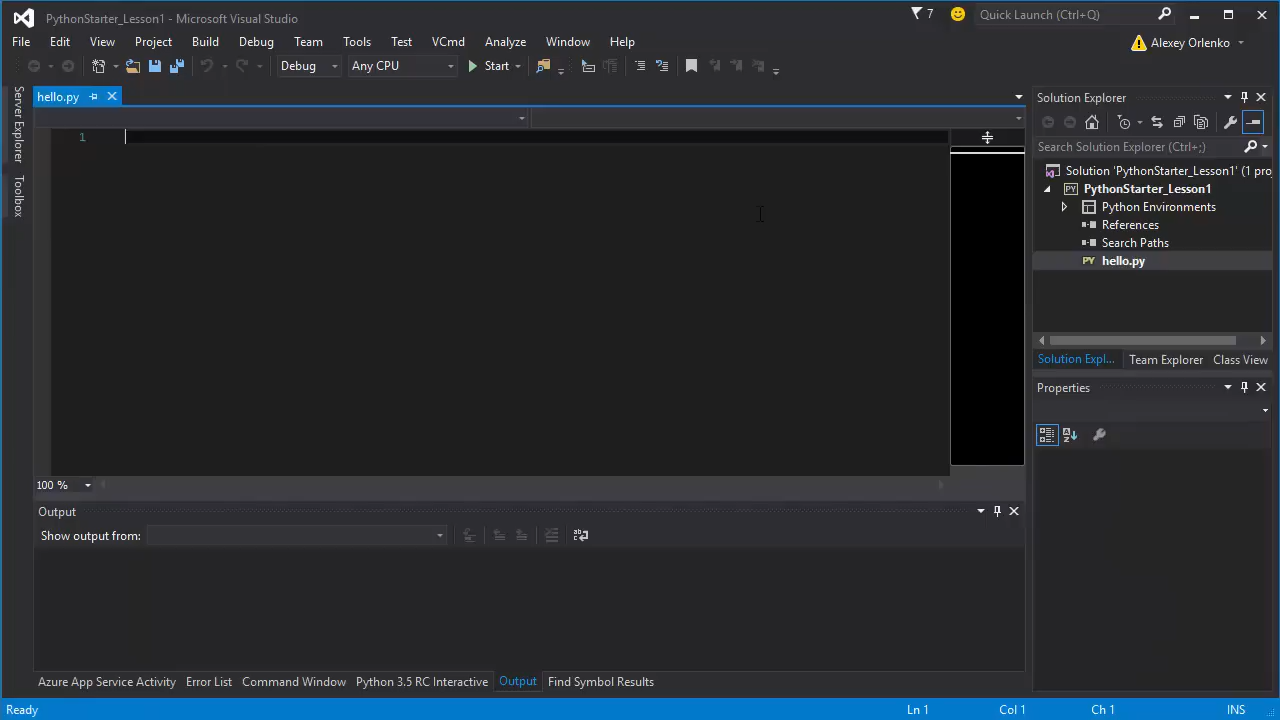 PythonStarter_Lesson1 - Microsoft Visual Studio
7
Quick Launch (Ctrl+Q)
File Edit View Project Build Debug Team Tools Test VCmd Analyze Window Help
Alexey Orlenko
Debug Any CPU Start
Server Explorer
Toolbox
hello.py
1
100 %
Solution Explorer
Search Solution Explorer (Ctrl+;)
Solution 'PythonStarter_Lesson1' (1 proj
PythonStarter_Lesson1
Python Environments
References
Search Paths
hello.py
Solution Expl... Team Explorer Class View
Properties
Output
Show output from:
Azure App Service Activity Error List Command Window Python 3.5 RC Interactive Output Find Symbol Results
Ready Ln 1 Col 1 Ch 1 INS